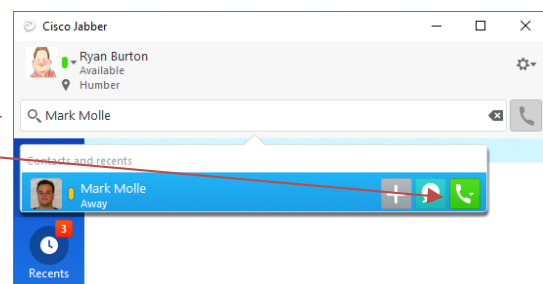 Cisco Jabber
Ryan Burton
Available
Humber
Mark Molle
Contacts and recents
Mark Molle
Away
3
Recents